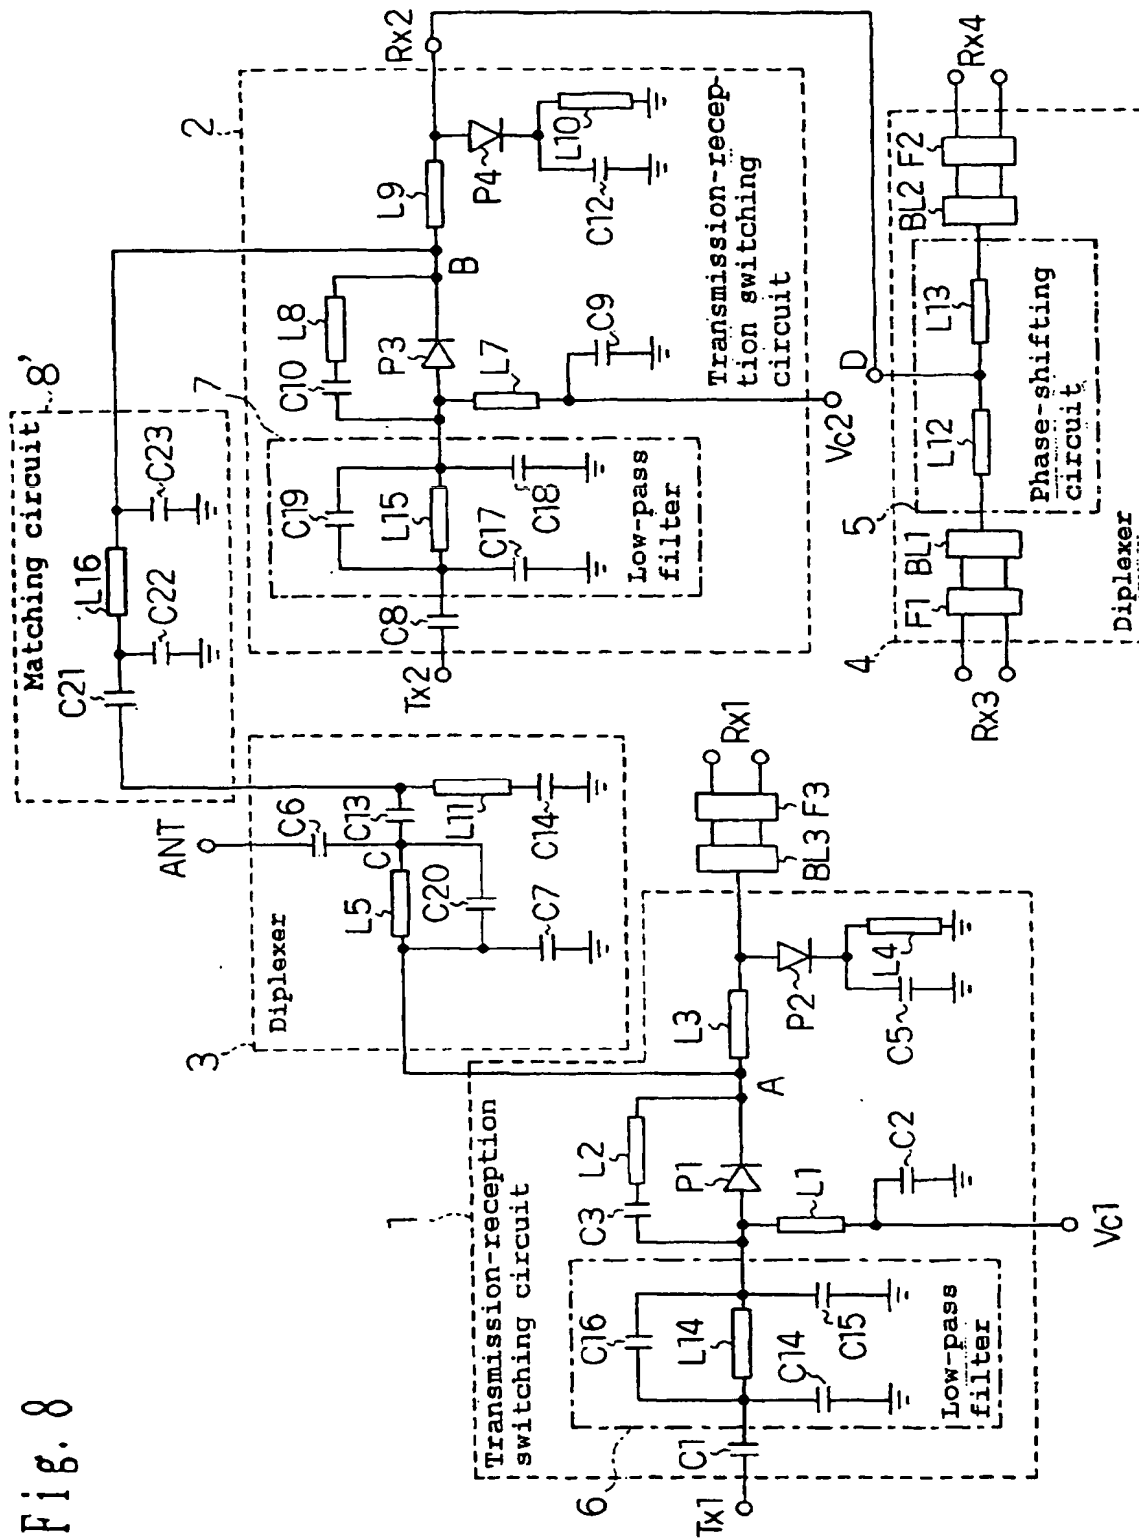 Fig. 8
Matching circuit
8'
C21
L16
C22
C23
ANT
C6
3
Diplexer
C
C13
L5
C20
C7
L11
C14
2
7
Tx2
C8
C19
L15
C17
C18
Low-pass
filter
C10
L8
P3
B
L7
C9
Vc2
L9
P4
L10
C12
Rx2
Transmission-recep-
tion switching
circuit
1
Transmission-reception
switching circuit
6
Tx1
C1
C16
L14
C14
C15
Low-pass
filter
C3
L2
P1
A
L1
C2
Vc1
L3
P2
L4
C5
BL3
F3
Rx1
4
Diplexer
5
Rx3
F1
BL1
L12
D
L13
Phase-shifting
circuit
BL2
F2
Rx4